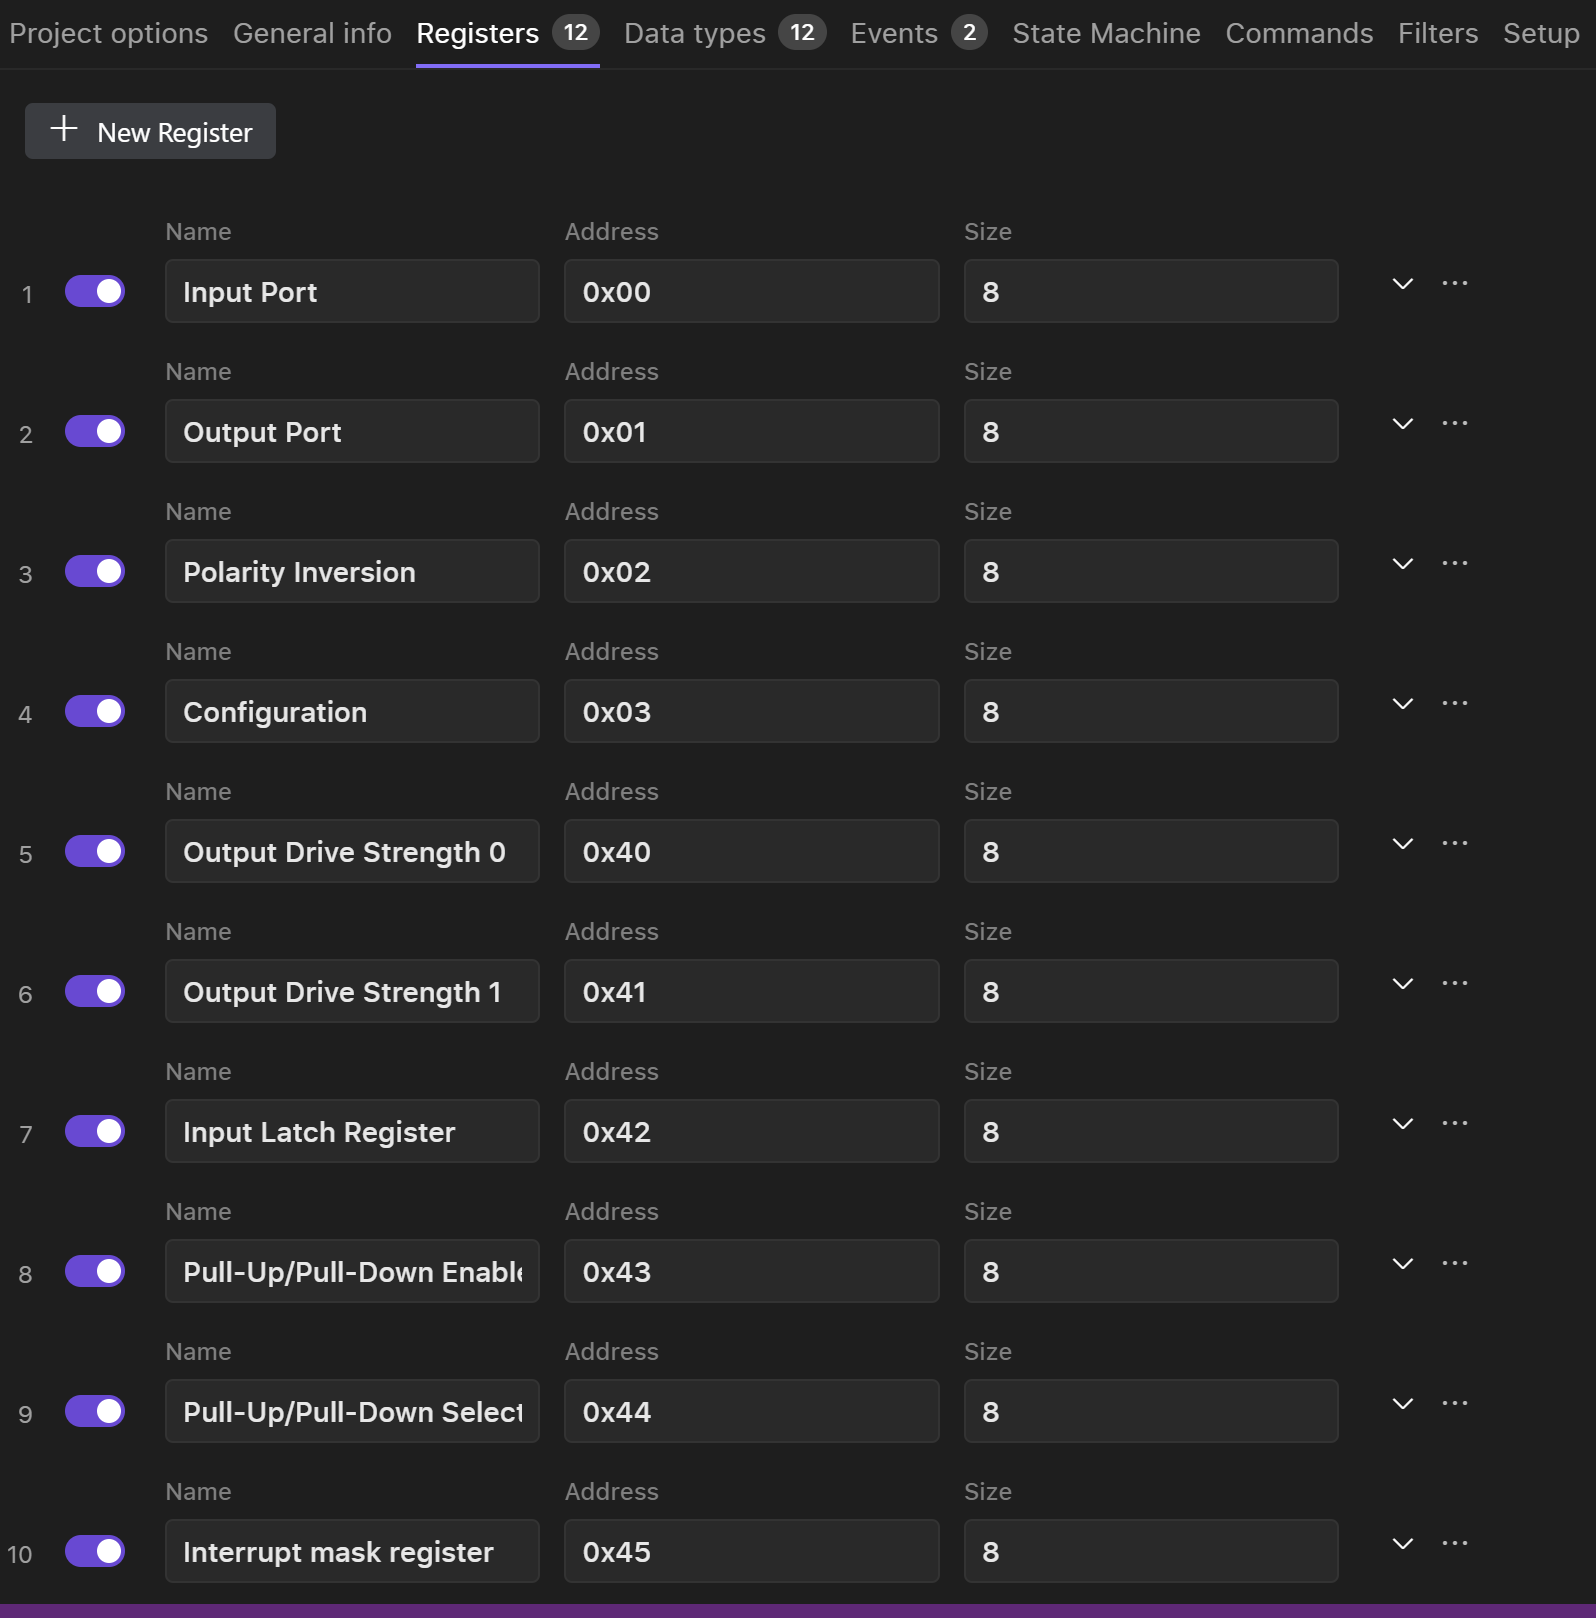 Project options General info Registers 12 Data types 12 Events 2 State Machine Commands Filters Setup
New Register
Name Address Size
1 Input Port 0x00 8
Name Address Size
2 Output Port 0x01 8
Name Address Size
3 Polarity Inversion 0x02 8
Name Address Size
4 Configuration 0x03 8
Name Address Size
5 Output Drive Strength 0 0x40 8
Name Address Size
6 Output Drive Strength 1 0x41 8
Name Address Size
7 Input Latch Register 0x42 8
Name Address Size
8 Pull-Up/Pull-Down Enable 0x43 8
Name Address Size
9 Pull-Up/Pull-Down Select 0x44 8
Name Address Size
10 Interrupt mask register 0x45 8